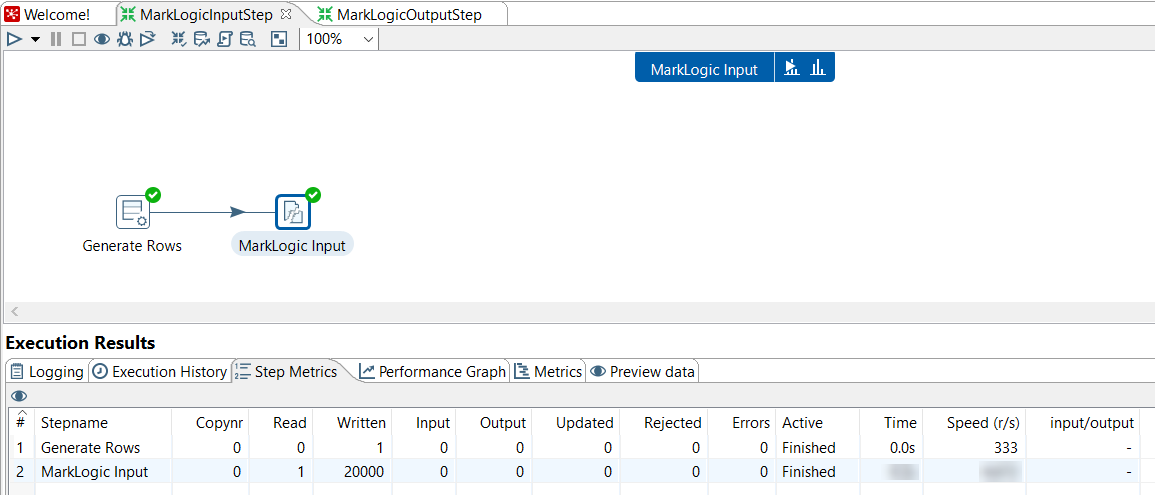 Welcome! MarkLogicInputStep MarkLogicOutputStep
100%
MarkLogic Input
Generate Rows MarkLogic Input
Execution Results
Logging Execution History Step Metrics Performance Graph Metrics Preview data
# Stepname Copynr Read Written Input Output Updated Rejected Errors Active Time Speed (r/s) input/output
1 Generate Rows 0 0 1 0 0 0 0 0 Finished 0.0s 333 -
2 MarkLogic Input 0 1 20000 0 0 0 0 0 Finished -